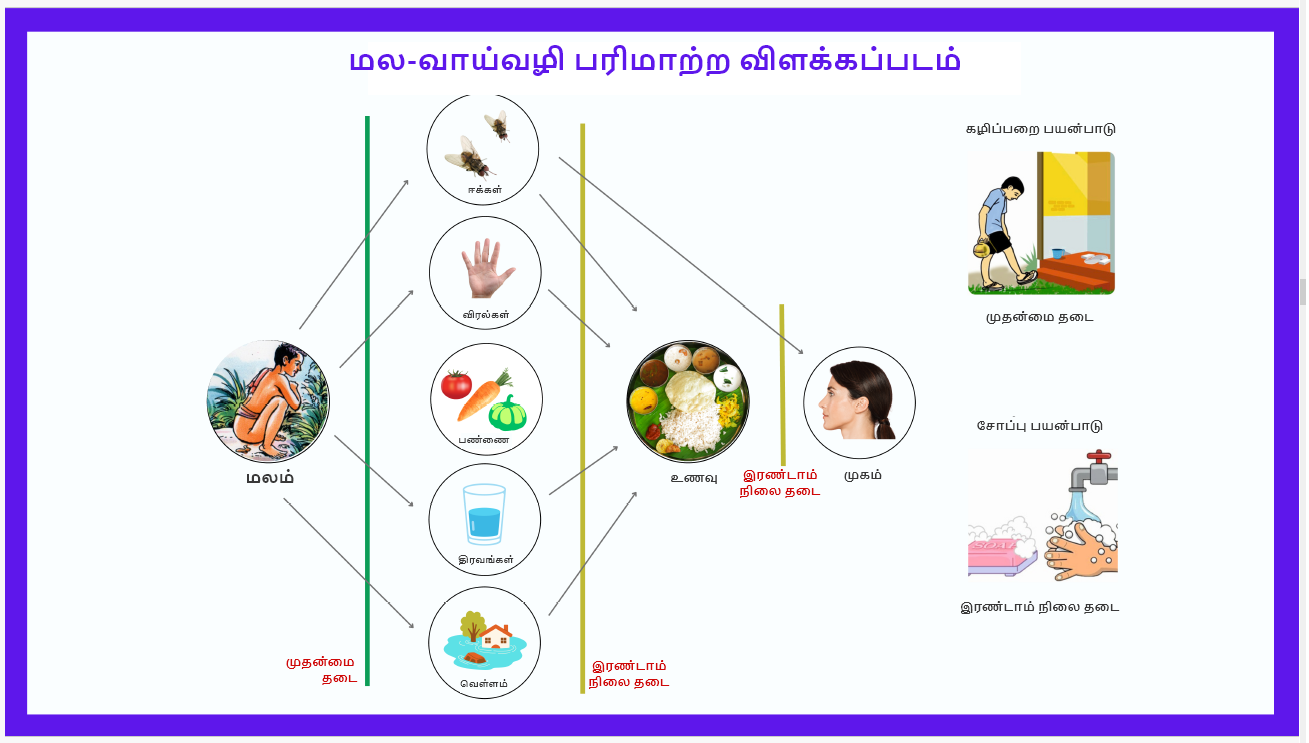 மல-வாய்வழி பரிமாற்ற விளக்கப்படம்
ஈக்கள்
விரல்கள்
பண்ணை
திரவங்கள்
வெள்ளம்
மலம்
முதன்மை
தடை
இரண்டாம்
நிலை தடை
உணவு
இரண்டாம்
நிலை தடை
முகம்
கழிப்பறை பயன்பாடு
முதன்மை தடை
சோப்பு பயன்பாடு
இரண்டாம் நிலை தடை